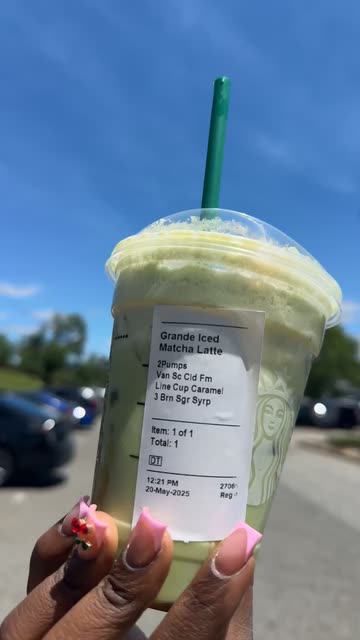 Grande Iced
Matcha Latte
2Pumps
Van Sc Cld Fm
Line Cup Caramel
3 Brn Sgr Syrp
Item: 1 of 1
Total: 1
DT
12:21 PM
20-May-2025
Reg